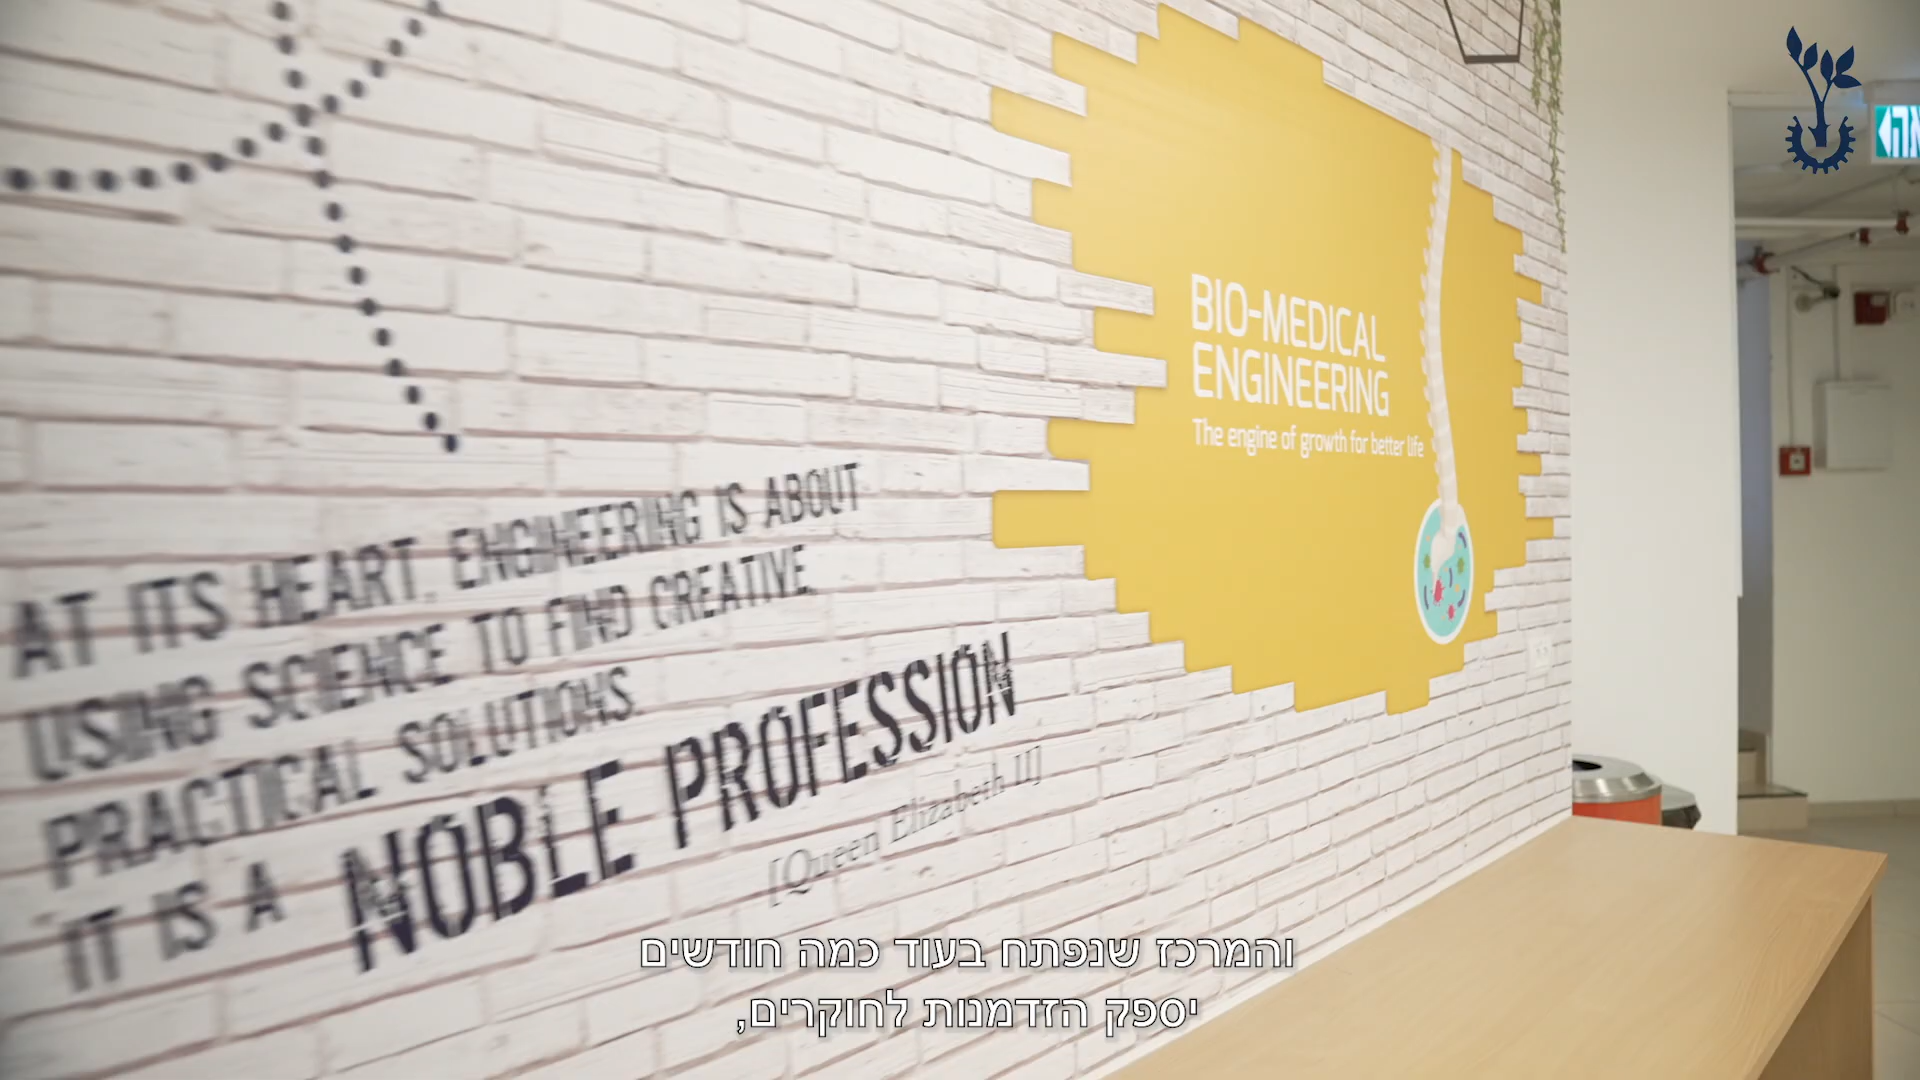 AT ITS HEART, ENGINEERING IS ABOUT
USING SCIENCE TO FIND CREATIVE,
PRACTICAL SOLUTIONS.
IT IS A NOBLE PROFESSION
[Queen Elizabeth II]
BIO-MEDICAL
ENGINEERING
The engine of growth for better life
והמרכז שנפתח בעוד כמה חודשים
יספק הזדמנות לחוקרים,